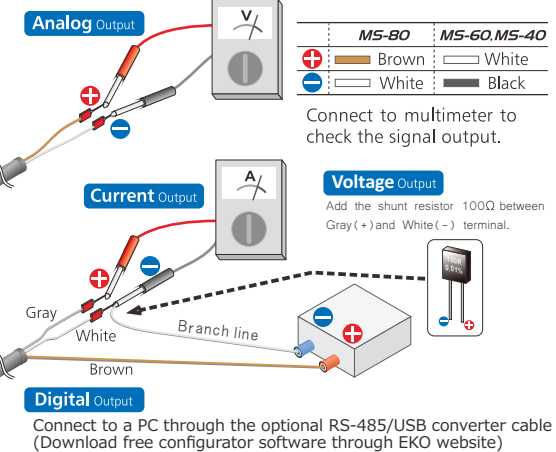 Analog Output
V
MS-80 MS-60,MS-40
+ Brown White
− White Black
Connect to multimeter to
check the signal output.
+
−
Current Output
A
Voltage Output
Add the shunt resistor 100Ω between
Gray(+)and White(−) terminal.
100R
0.01%
− +
+
−
Gray
White
Branch line
− +
Brown
Digital Output
Connect to a PC through the optional RS-485/USB converter cable
(Download free configurator software through EKO website)